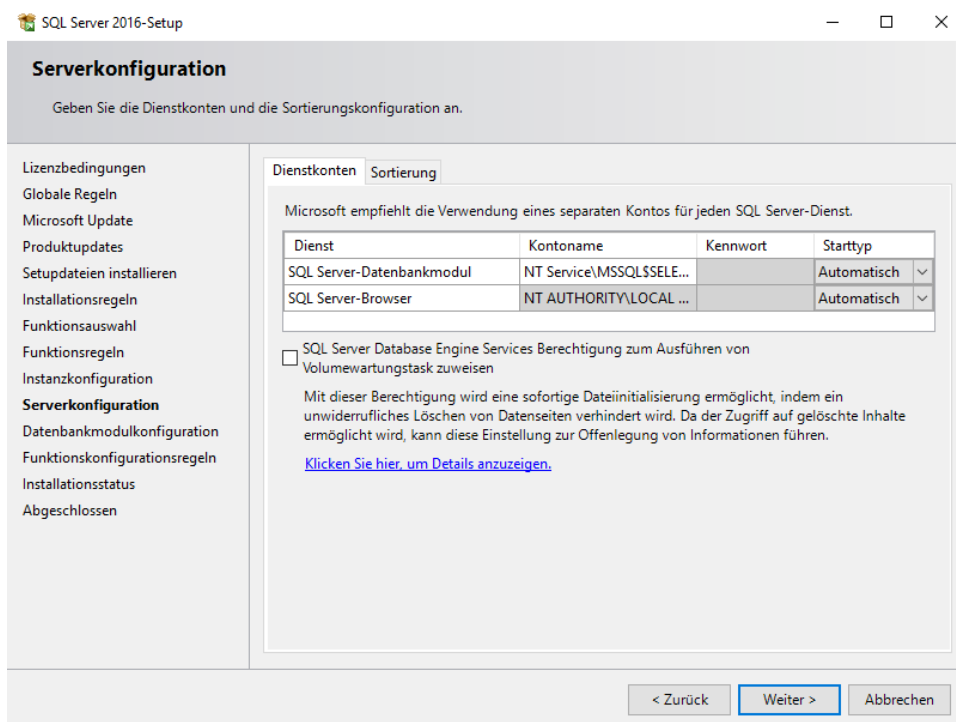 SQL Server 2016-Setup
Serverkonfiguration
Geben Sie die Dienstkonten und die Sortierungskonfiguration an.
Lizenzbedingungen
Globale Regeln
Microsoft Update
Produktupdates
Setupdateien installieren
Installationsregeln
Funktionsauswahl
Funktionsregeln
Instanzkonfiguration
Serverkonfiguration
Datenbankmodulkonfiguration
Funktionskonfigurationsregeln
Installationsstatus
Abgeschlossen
Dienstkonten Sortierung
Microsoft empfiehlt die Verwendung eines separaten Kontos für jeden SQL Server-Dienst.
Dienst Kontoname Kennwort Starttyp
SQL Server-Datenbankmodul NT Service\MSSQL$SELE... Automatisch
SQL Server-Browser NT AUTHORITY\LOCAL ... Automatisch
SQL Server Database Engine Services Berechtigung zum Ausführen von
Volumewartungstask zuweisen
Mit dieser Berechtigung wird eine sofortige Dateiinitialisierung ermöglicht, indem ein
unwiderrufliches Löschen von Datenseiten verhindert wird. Da der Zugriff auf gelöschte Inhalte
ermöglicht wird, kann diese Einstellung zur Offenlegung von Informationen führen.
Klicken Sie hier, um Details anzuzeigen.
< Zurück Weiter > Abbrechen